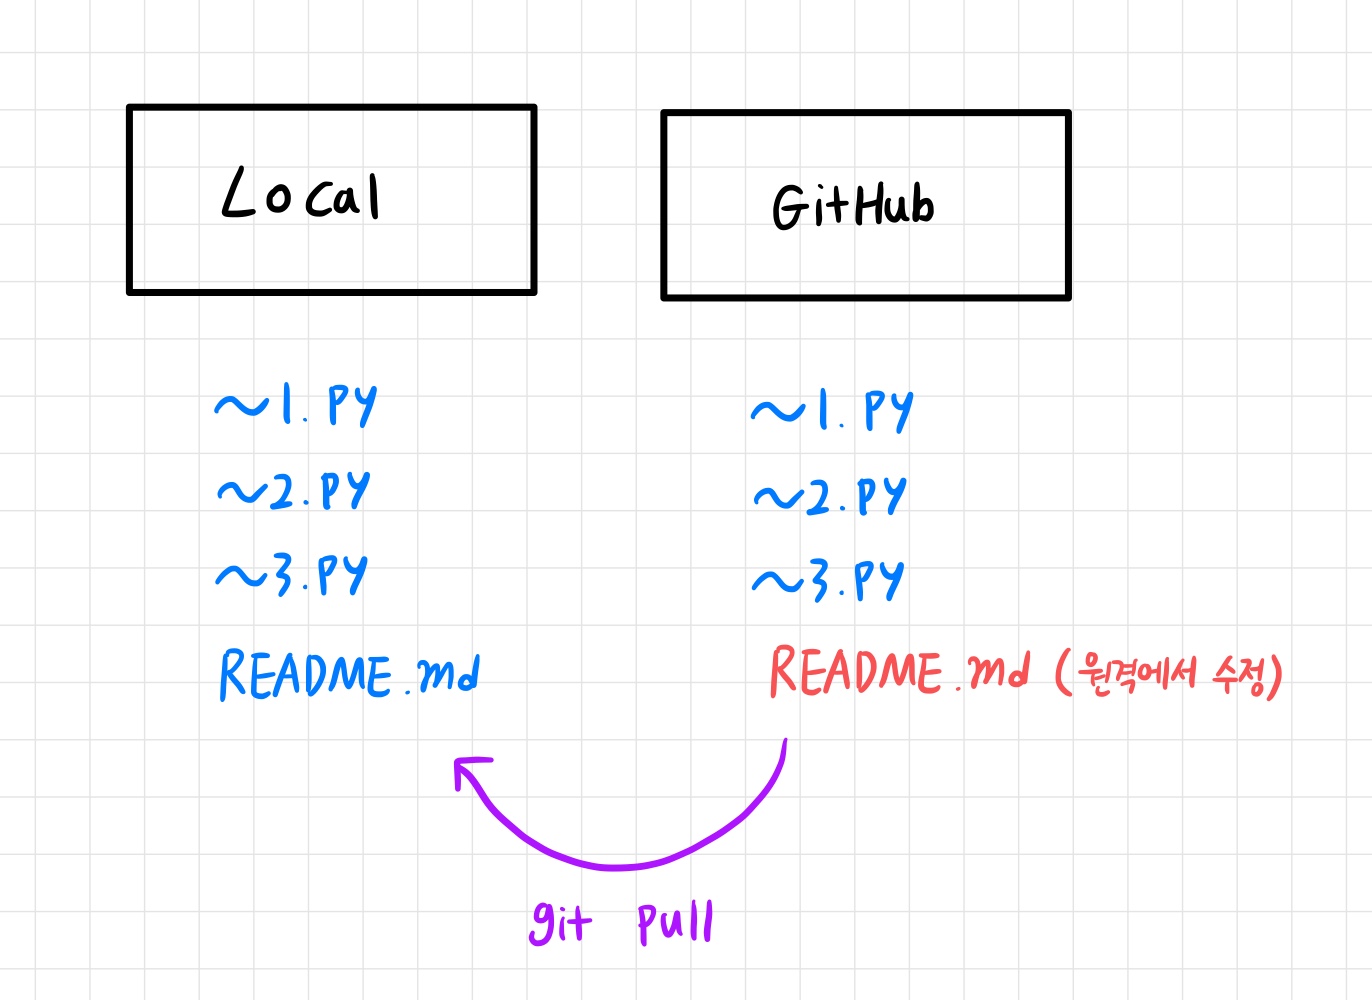 Local
GitHub
~1.py
~2.py
~3.py
README.md
~1.py
~2.py
~3.py
README.md (원격에서 수정)
git pull